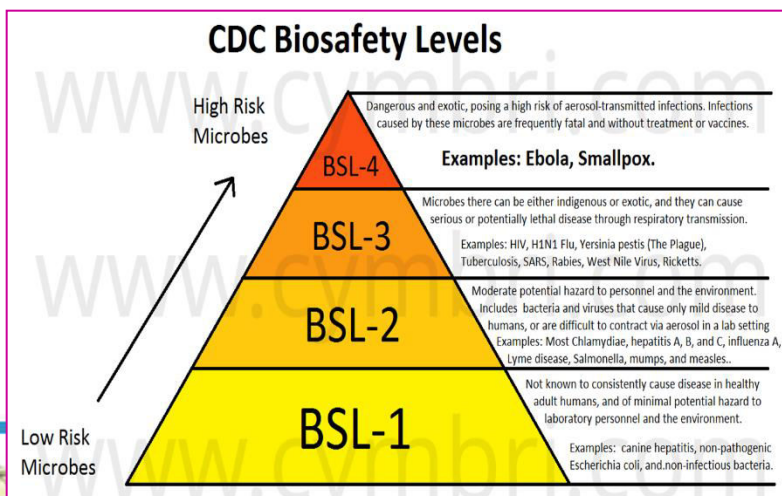 CDC Biosafety Levels
www.cymbri.com
High Risk
Microbes
Dangerous and exotic, posing a high risk of aerosol-transmitted infections. Infections
caused by these microbes are frequently fatal and without treatment or vaccines.
BSL-4
Examples: Ebola, Smallpox.
Microbes there can be either indigenous or exotic, and they can cause
serious or potentially lethal disease through respiratory transmission.
BSL-3
Examples: HIV, H1N1 Flu, Yersinia pestis (The Plague),
Tuberculosis, SARS, Rabies, West Nile Virus, Ricketts.
www.cymbri.com
Moderate potential hazard to personnel and the environment.
Includes bacteria and viruses that cause only mild disease to
humans, or are difficult to contract via aerosol in a lab setting
BSL-2
Examples: Most Chlamydiae, hepatitis A, B, and C, influenza A,
Lyme disease, Salmonella, mumps, and measles..
Not known to consistently cause disease in healthy
adult humans, and of minimal potential hazard to
laboratory personnel and the environment.
BSL-1
Low Risk
Microbes
Examples: canine hepatitis, non-pathogenic
Escherichia coli, and.non-infectious bacteria.
www.cymbri.com